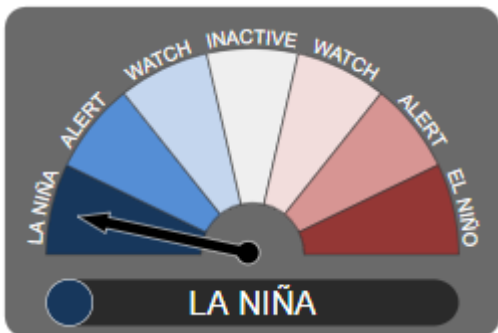 LA NIÑA
ALERT
WATCH
INACTIVE
WATCH
ALERT
EL NIÑO
LA NIÑA